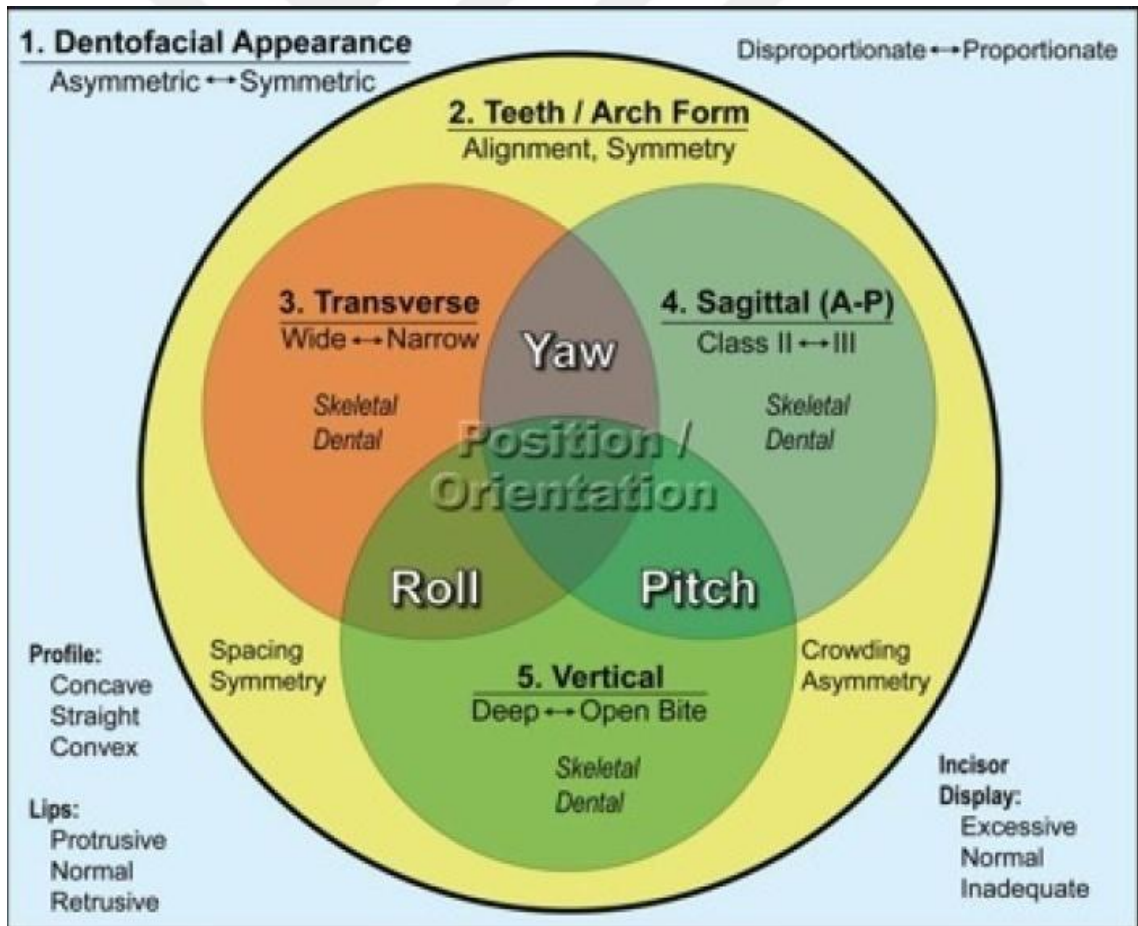 1. Dentofacial Appearance
Asymmetric ↔ Symmetric
Disproportionate ↔ Proportionate
2. Teeth / Arch Form
Alignment, Symmetry
3. Transverse
Wide ↔ Narrow
Skeletal
Dental
4. Sagittal (A-P)
Class II ↔ III
Skeletal
Dental
Yaw
Position /
Orientation
Roll
Pitch
Spacing
Symmetry
Crowding
Asymmetry
5. Vertical
Deep ↔ Open Bite
Skeletal
Dental
Profile:
Concave
Straight
Convex
Lips:
Protrusive
Normal
Retrusive
Incisor
Display:
Excessive
Normal
Inadequate